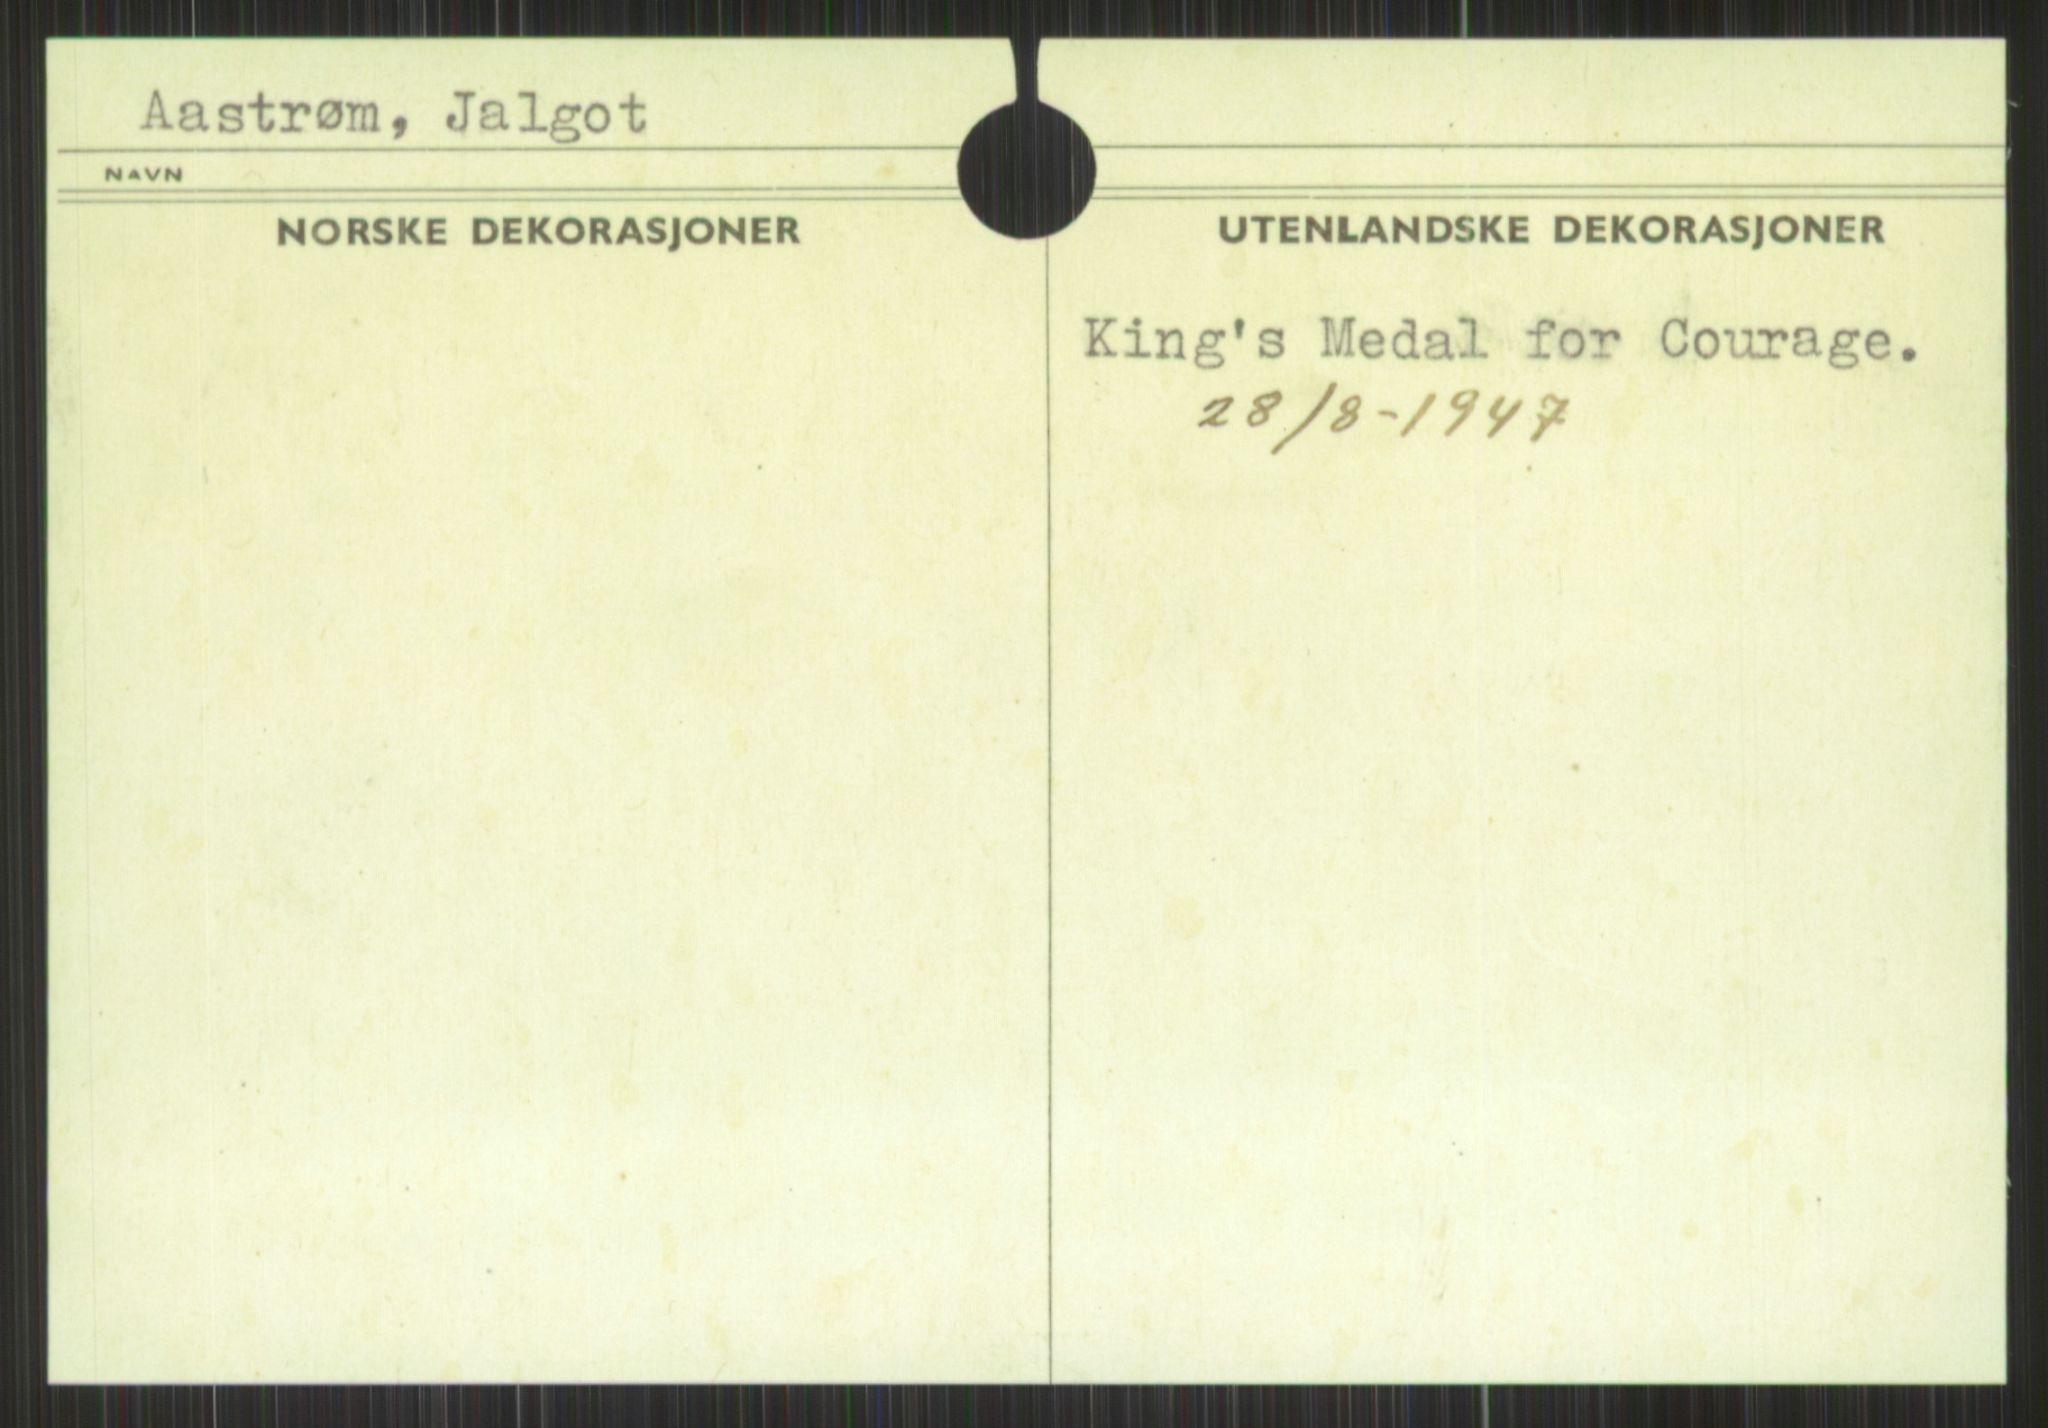 Aastrøm, Jalgot
NAVN
NORSKE DEKORASJONER
UTENLANDSKE DEKORASJONER
King's Medal for Courage.
28/8-1947